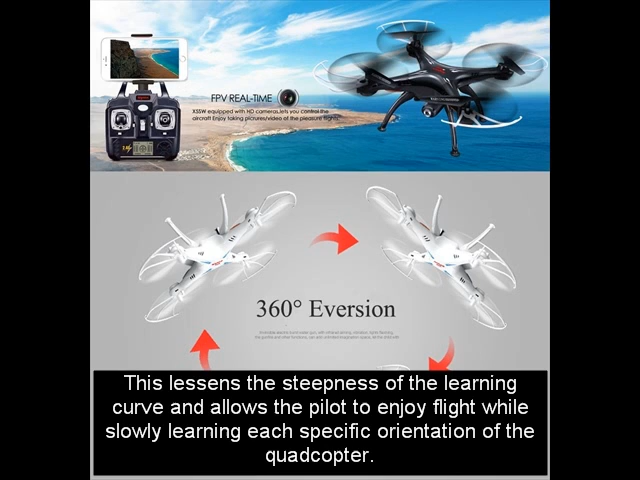 FPV REAL-TIME
X5SW equipped with HD cameras,lets you control the
aircraft Enjoy taking pictures/video of the pleasure flights.
360° Eversion
This lessens the steepness of the learning
curve and allows the pilot to enjoy flight while
slowly learning each specific orientation of the
quadcopter.